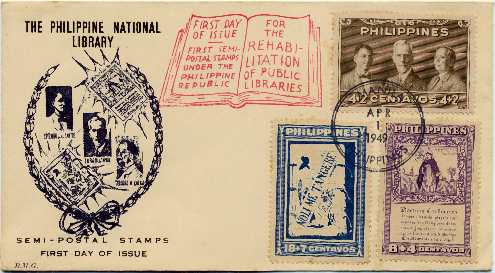 THE PHILIPPINE NATIONAL
LIBRARY
SEMI-POSTAL STAMPS
FIRST DAY OF ISSUE
B.M.G.
FIRST DAY
OF ISSUE
FIRST SEMI-
POSTAL STAMPS
UNDER THE
PHILIPPINE
REPUBLIC
FOR
THE
REHABI-
LITATION
OF PUBLIC
LIBRARIES
PHILIPPINES
4+2 CENTAVOS 4+2
MANILA
APR
1
1949
PHILIPPINES
NOLI ME TANGERE
18+7 CENTAVOS
PHILIPPINES
8+4 CENTAVOS